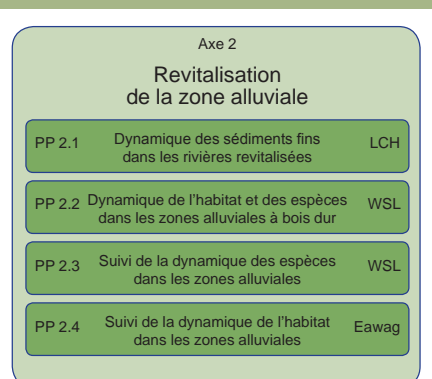 Axe 2
Revitalisation
de la zone alluviale
PP 2.1 Dynamique des sédiments fins LCH
dans les rivières revitalisées
PP 2.2 Dynamique de l’habitat et des espèces WSL
dans les zones alluviales à bois dur
PP 2.3 Suivi de la dynamique des espèces WSL
dans les zones alluviales
PP 2.4 Suivi de la dynamique de l’habitat Eawag
dans les zones alluviales